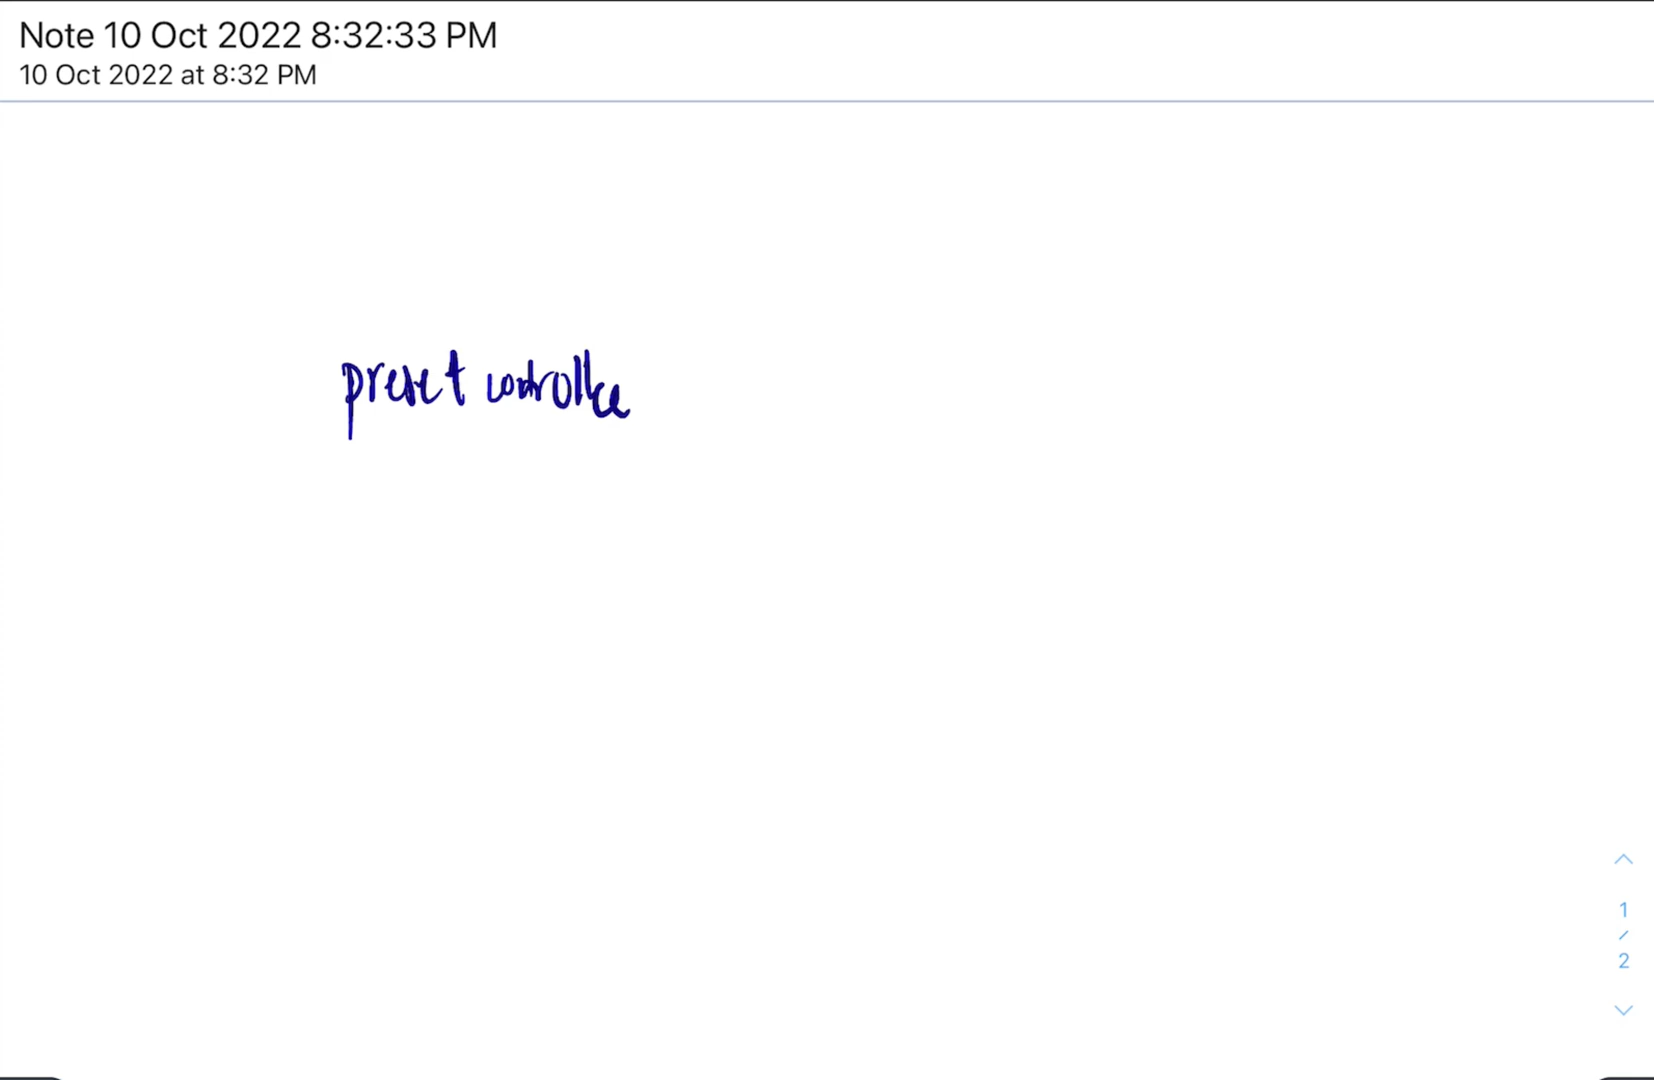 Note 10 Oct 2022 8:32:33 PM
10 Oct 2022 at 8:32 PM
preset controller
1
/
2